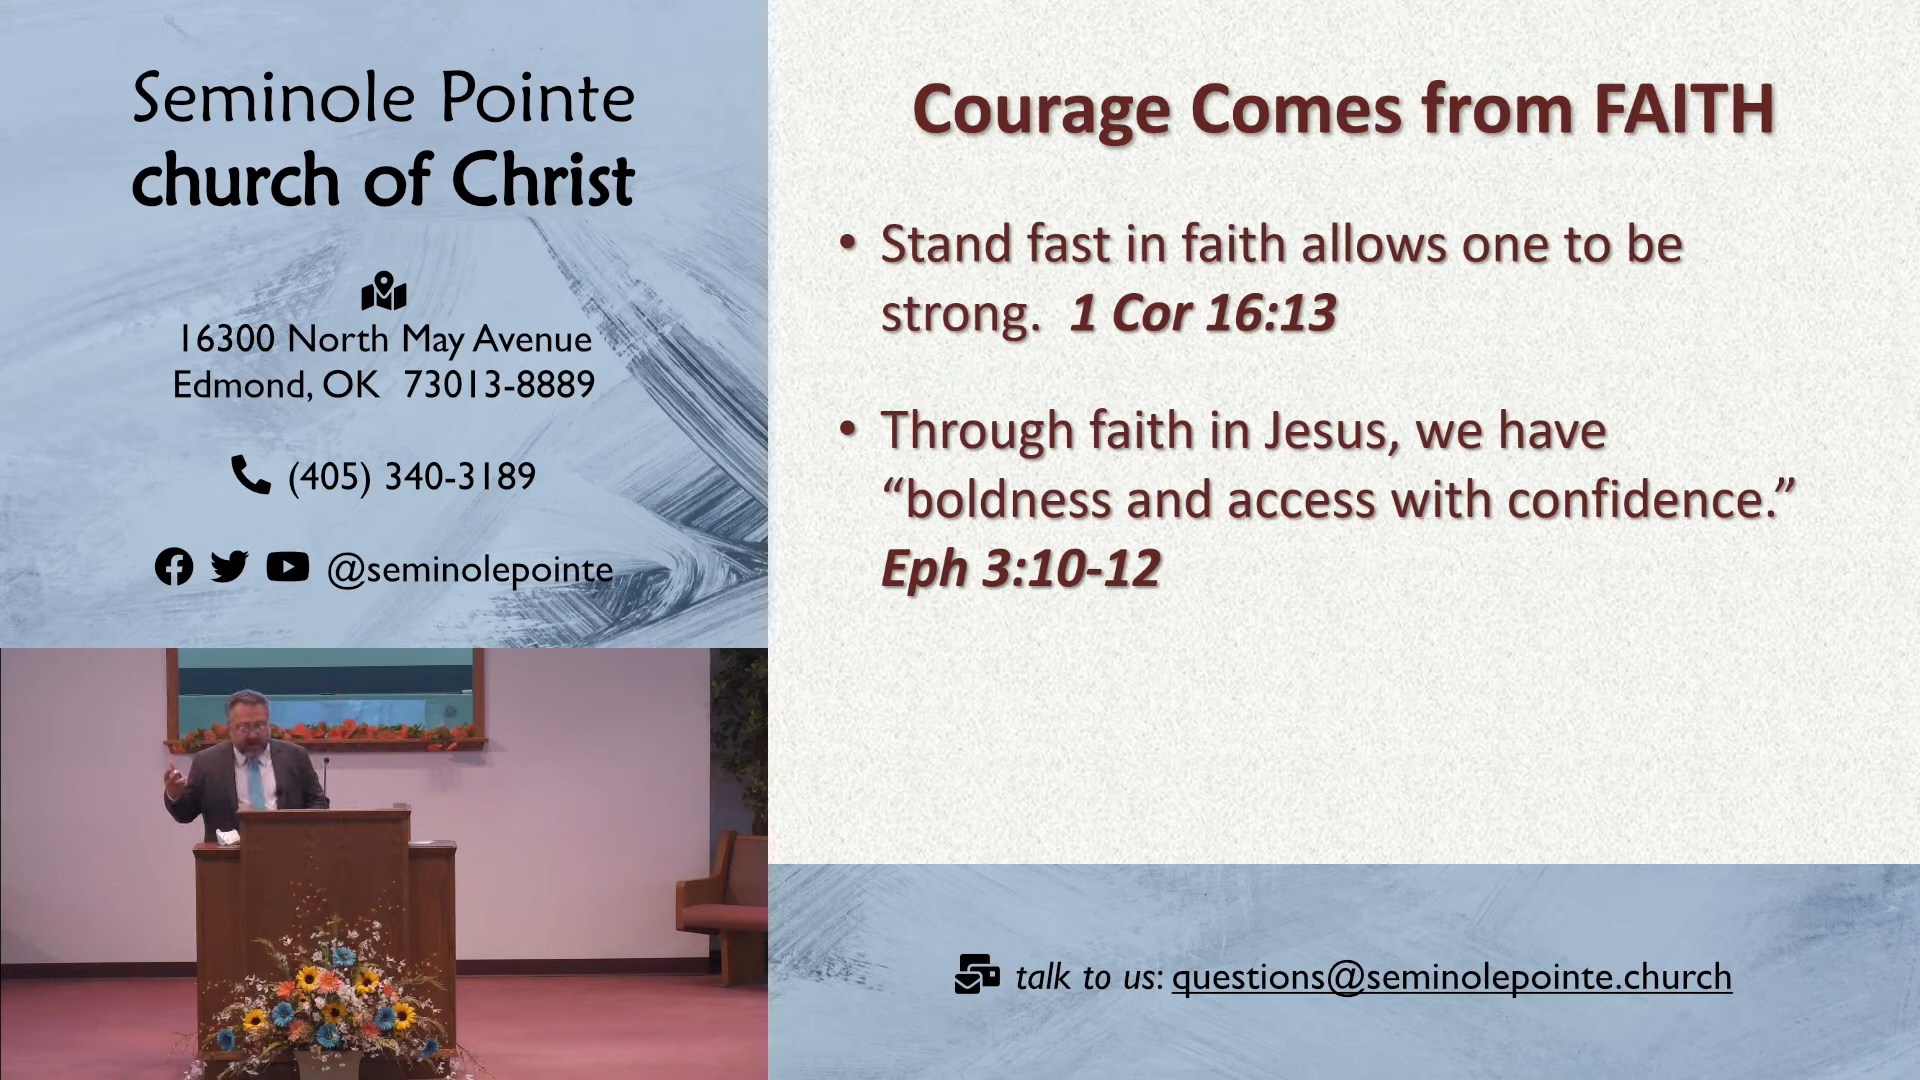 Seminole Pointe
church of Christ
16300 North May Avenue
Edmond, OK  73013-8889
(405) 340-3189
@seminolepointe
Courage Comes from FAITH
• Stand fast in faith allows one to be
strong.  1 Cor 16:13
• Through faith in Jesus, we have
“boldness and access with confidence.”
Eph 3:10-12
talk to us: questions@seminolepointe.church